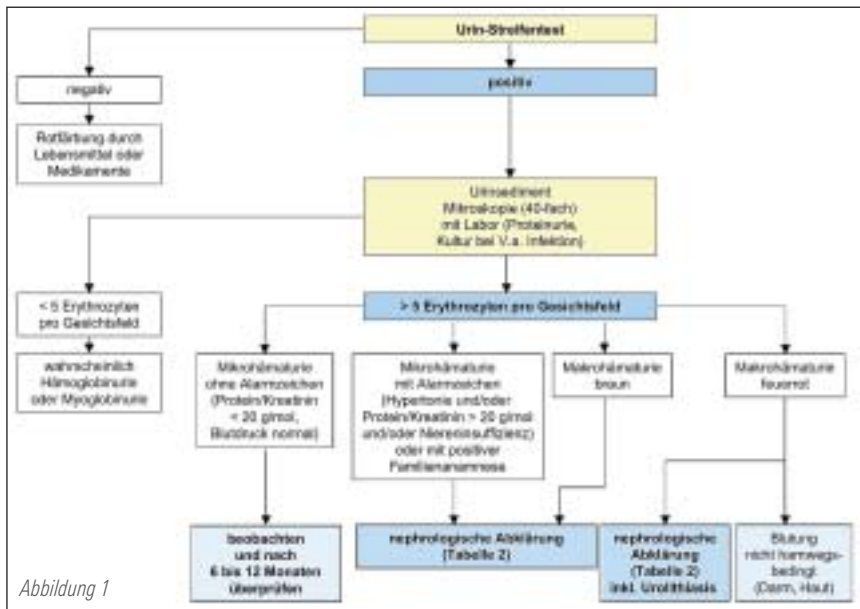 Urin-Streifentest
negativ
positiv
Rotfärbung durch
Lebensmittel oder
Medikamente
Urinsediment
Mikroskopie (40-fach)
mit Labor (Proteinurie,
Kultur bei V.a. Infektion)
< 5 Erythrozyten
pro Gesichtsfeld
> 5 Erythrozyten pro Gesichtsfeld
wahrscheinlich
Hämoglobinurie
oder Myoglobinurie
Mikrohämaturie
ohne Alarmzeichen
(Protein/Kreatinin
< 20 g/mol,
Blutdruck normal)
Mikrohämaturie
mit Alarmzeichen
(Hypertonie und/oder
Protein/Kreatinin > 20 g/mol
und/oder Niereninsuffizienz)
oder mit positiver
Familienanamnese
Makrohämaturie
braun
Makrohämaturie
feuerrot
beobachten
und nach
6 bis 12 Monaten
überprüfen
nephrologische Abklärung
(Tabelle 2)
nephrologische
Abklärung
(Tabelle 2)
inkl. Urolithiasis
Blutung
nicht harnwegs-
bedingt
(Darm, Haut)
Abbildung 1